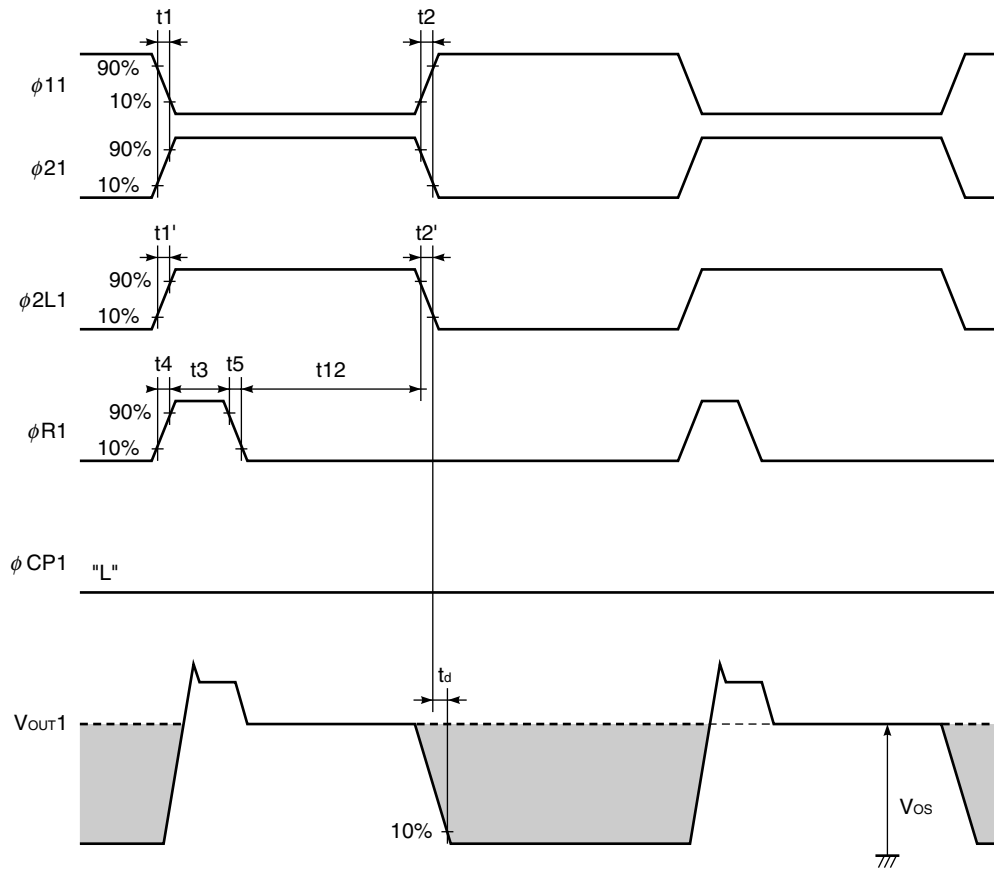 t1 t2
90%
ϕ11
10%
90%
ϕ21
10%
t1' t2'
90%
ϕ2L1
10%
t4 t3 t5 t12
90%
ϕR1
10%
ϕCP1 "L"
td
VOUT1
VOS
10%